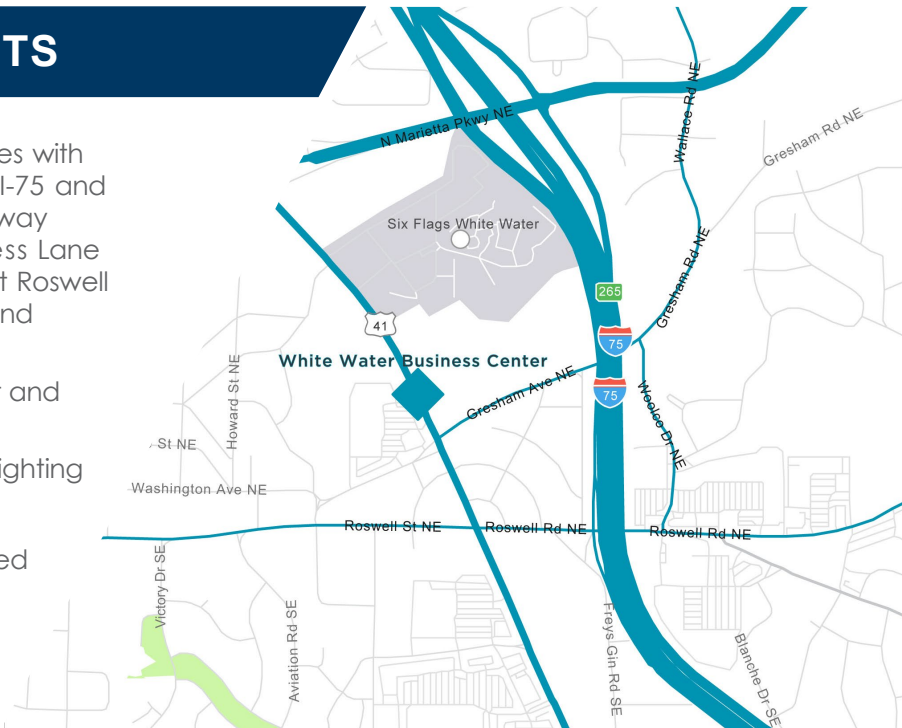 TS
es with
I-75 and
way
ess Lane
t Roswell
nd
and
ighting
ed
N Marietta Pkwy NE
Wallace Rd NE
Gresham Rd NE
Six Flags White Water
Gresham Rd NE
265
41
75
White Water Business Center
75
Gresham Ave NE
Woolco Dr NE
Howard St NE
St NE
Washington Ave NE
Roswell St NE
Roswell Rd NE
Roswell Rd NE
Victory Dr SE
Aviation Rd SE
Freys Gin Rd SE
Blanche Dr SE